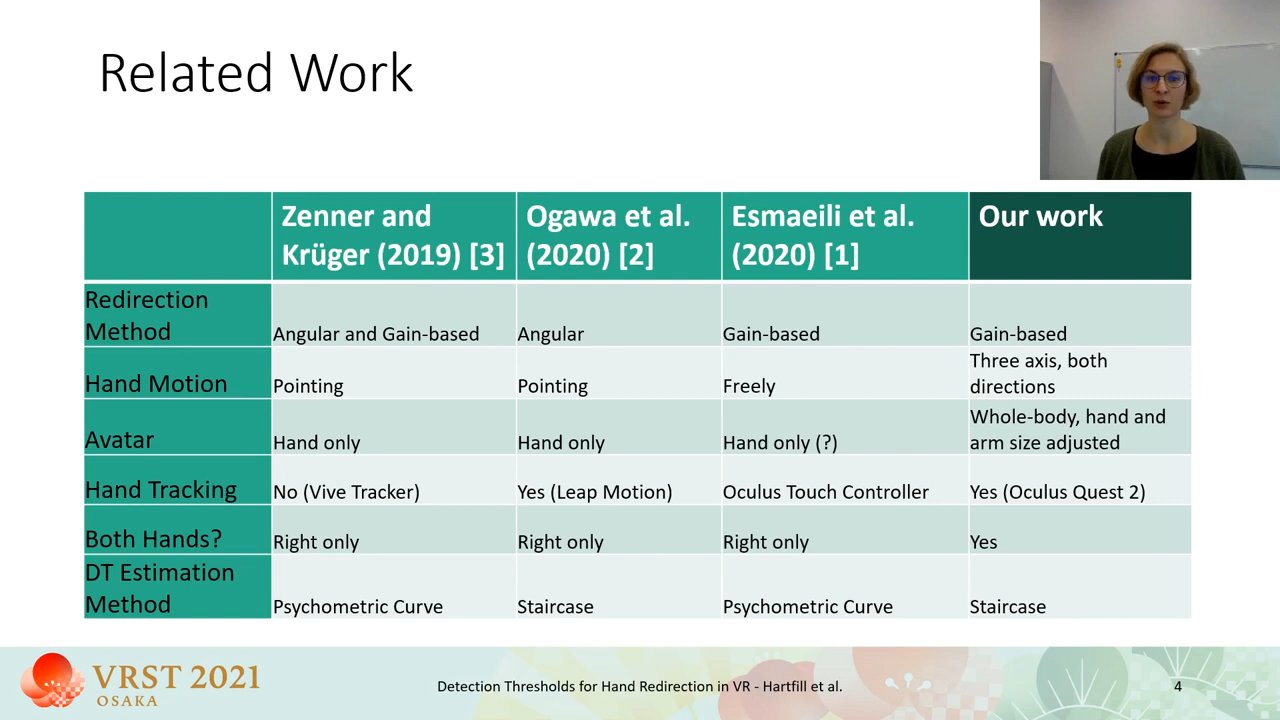 Related Work
Zenner and
Krüger (2019) [3]
Ogawa et al.
(2020) [2]
Esmaeili et al.
(2020) [1]
Our work
Redirection
Method
Angular and Gain-based
Angular
Gain-based
Gain-based
Hand Motion
Pointing
Pointing
Freely
Three axis, both
directions
Avatar
Hand only
Hand only
Hand only (?)
Whole-body, hand and
arm size adjusted
Hand Tracking
No (Vive Tracker)
Yes (Leap Motion)
Oculus Touch Controller
Yes (Oculus Quest 2)
Both Hands?
Right only
Right only
Right only
Yes
DT Estimation
Method
Psychometric Curve
Staircase
Psychometric Curve
Staircase
VRST 2021
OSAKA
Detection Thresholds for Hand Redirection in VR - Hartfill et al.
4